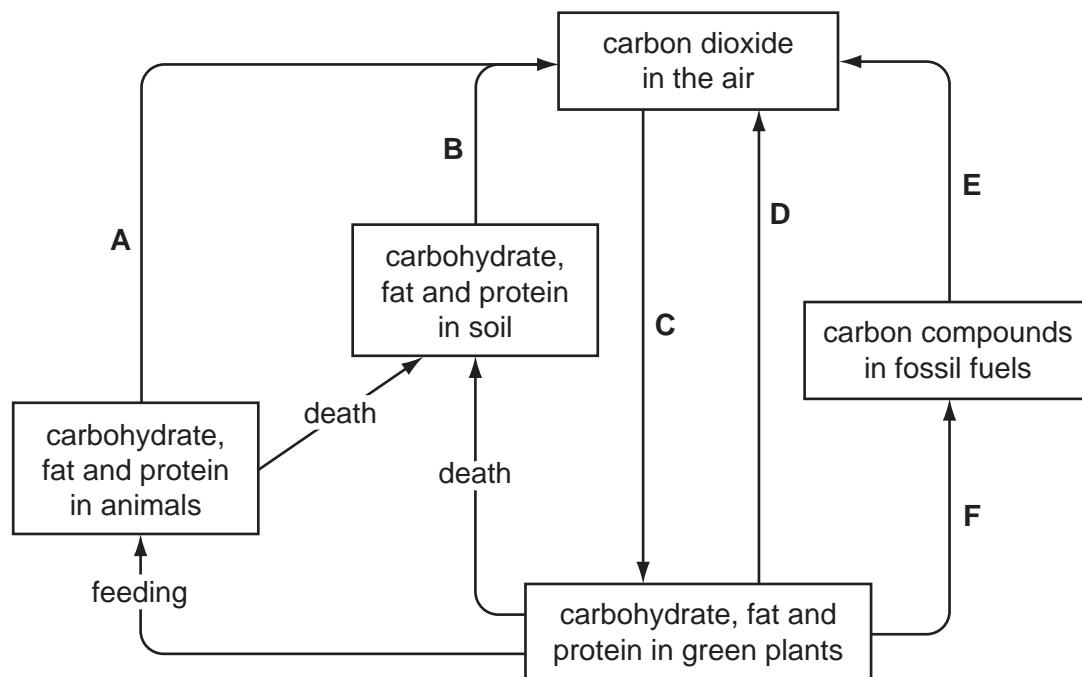 carbon dioxide
in the air
B
E
D
A
carbohydrate,
fat and protein
in soil
C
carbon compounds
in fossil fuels
death
carbohydrate,
fat and protein
in animals
death
F
feeding
carbohydrate, fat and
protein in green plants